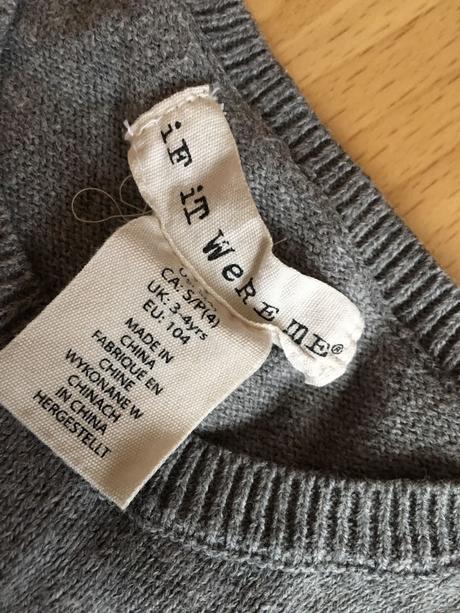 iF iT WeRE ME®
CA: S/P(4)
UK: 3-4yrs
EU: 104
MADE IN
CHINA
FABRIQUE EN
CHINE
WYKONANE W
CHINACH
IN CHINA
HERGESTELLT